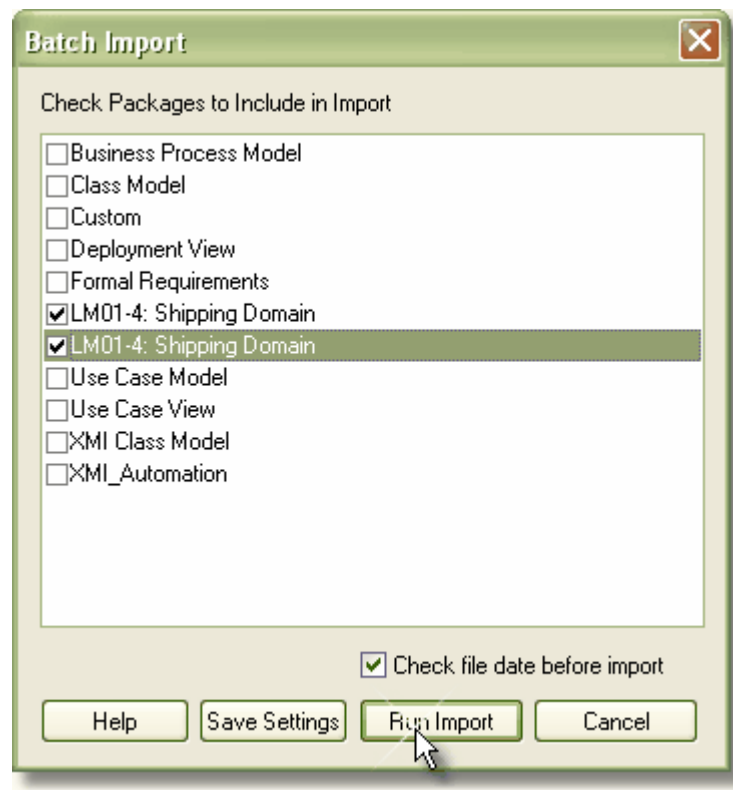 Batch Import
Check Packages to Include in Import
Business Process Model
Class Model
Custom
Deployment View
Formal Requirements
LM01-4: Shipping Domain
LM01-4: Shipping Domain
Use Case Model
Use Case View
XMI Class Model
XMI_Automation
Check file date before import
Help Save Settings Run Import Cancel